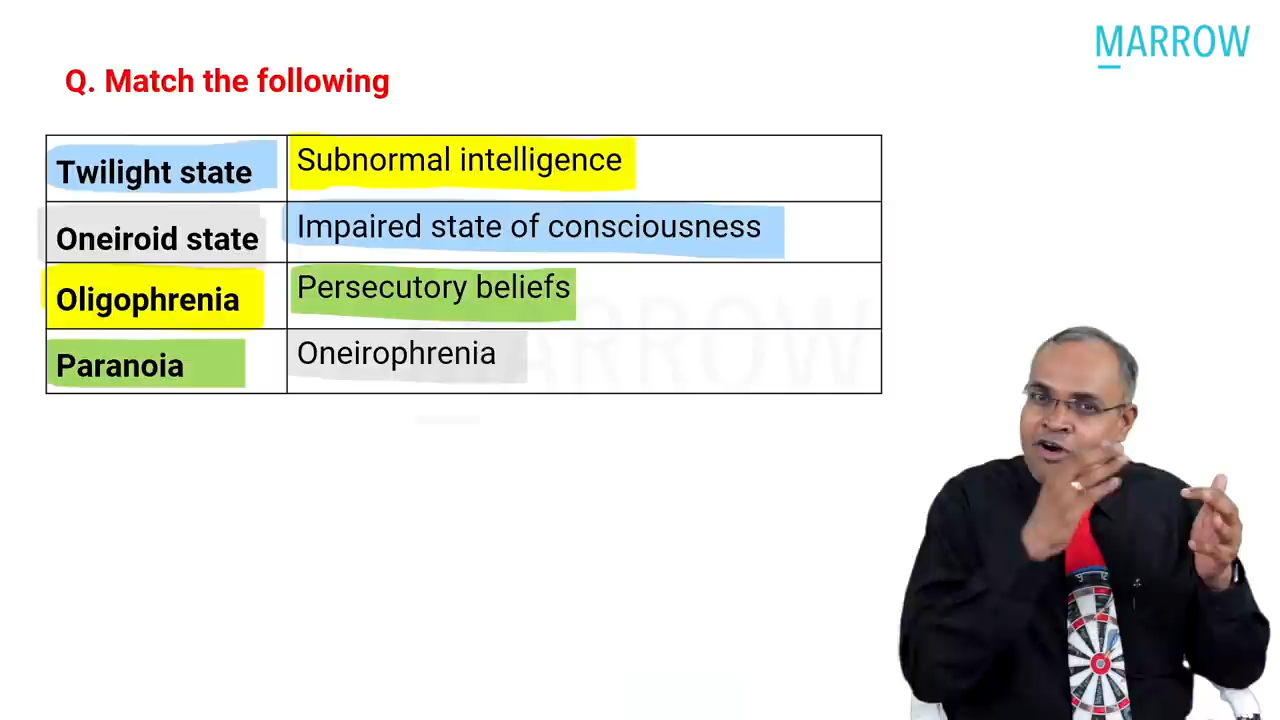 MARROW
Q. Match the following
Twilight state Subnormal intelligence
Oneiroid state Impaired state of consciousness
Oligophrenia Persecutory beliefs
Paranoia Oneirophrenia
MARROW